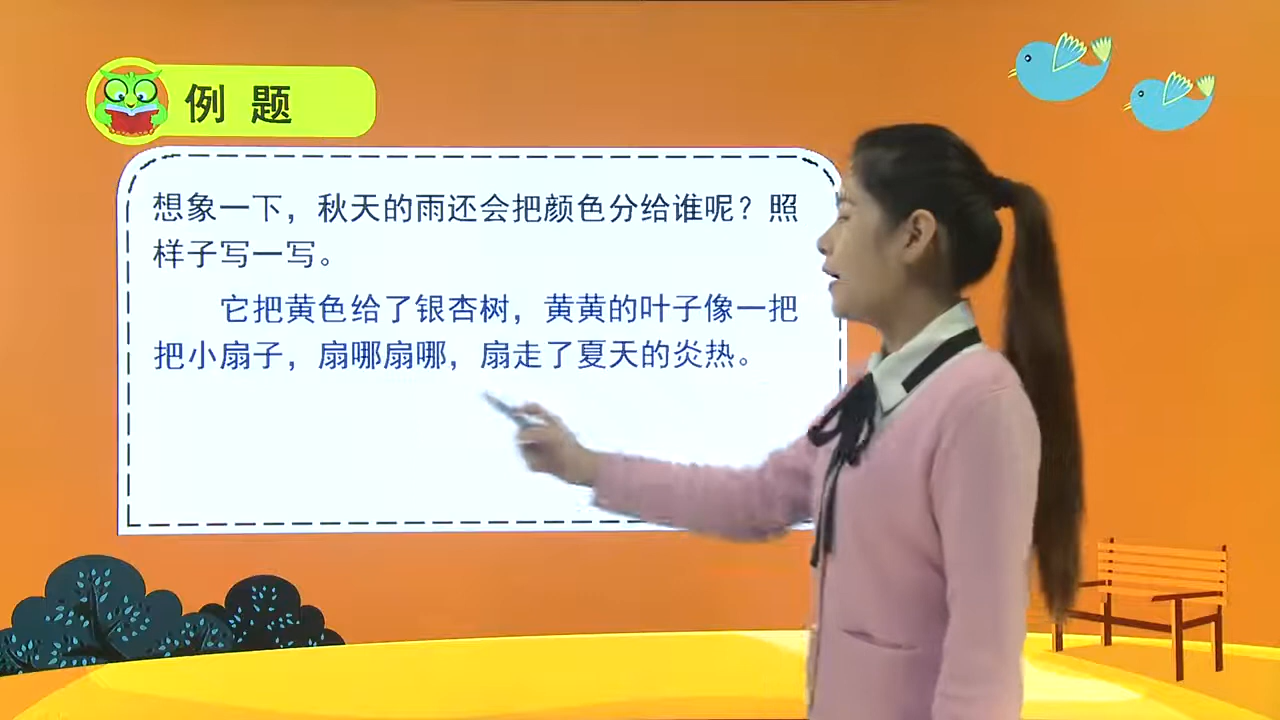 例 题
想象一下，秋天的雨还会把颜色分给谁呢？照
样子写一写。
它把黄色给了银杏树，黄黄的叶子像一把
把小扇子，扇哪扇哪，扇走了夏天的炎热。